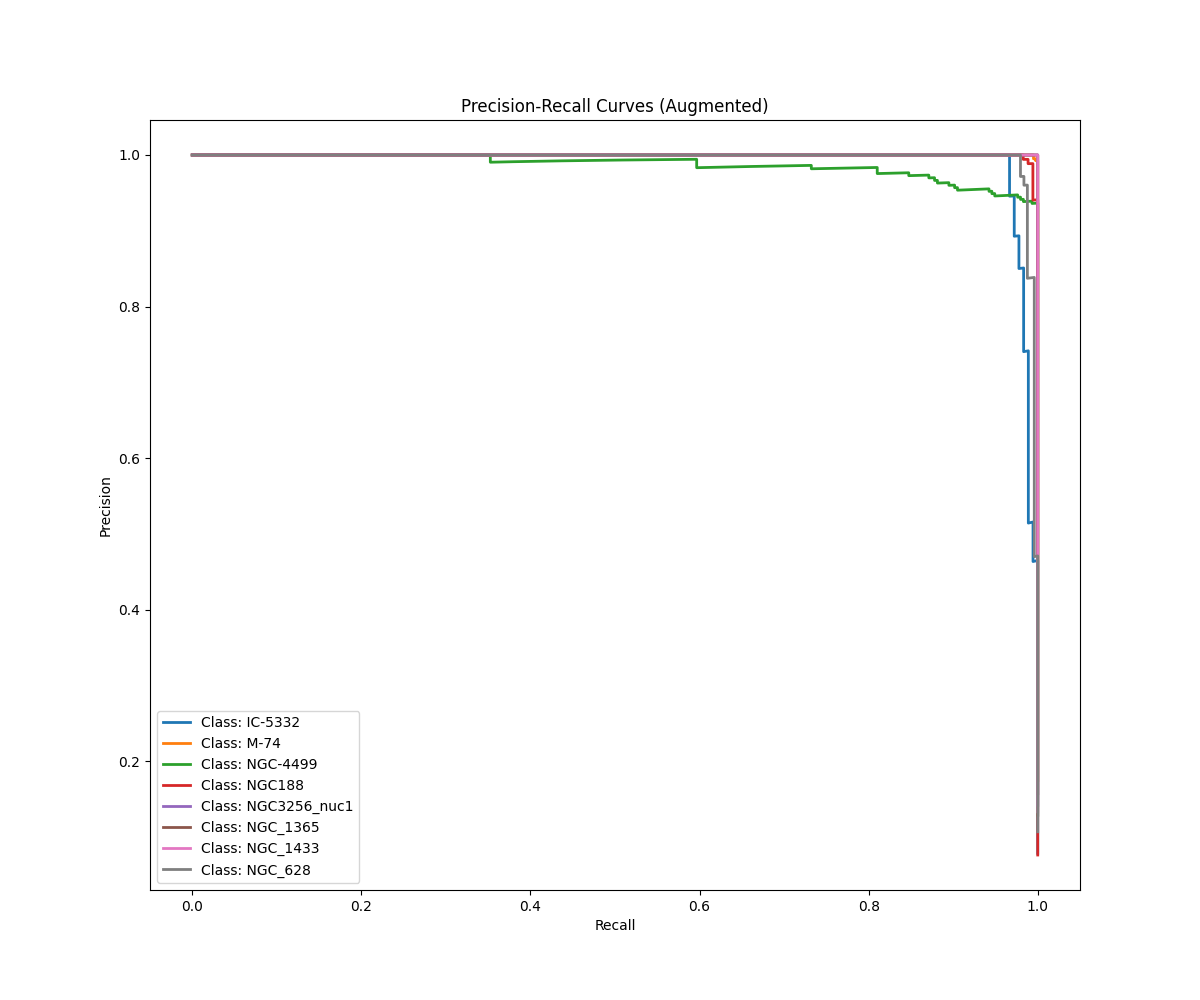 Precision-Recall Curves (Augmented)
1.0
0.8
0.6
0.4
0.2
Precision
Class: IC-5332
Class: M-74
Class: NGC-4499
Class: NGC188
Class: NGC3256_nuc1
Class: NGC_1365
Class: NGC_1433
Class: NGC_628
0.0 0.2 0.4 0.6 0.8 1.0
Recall